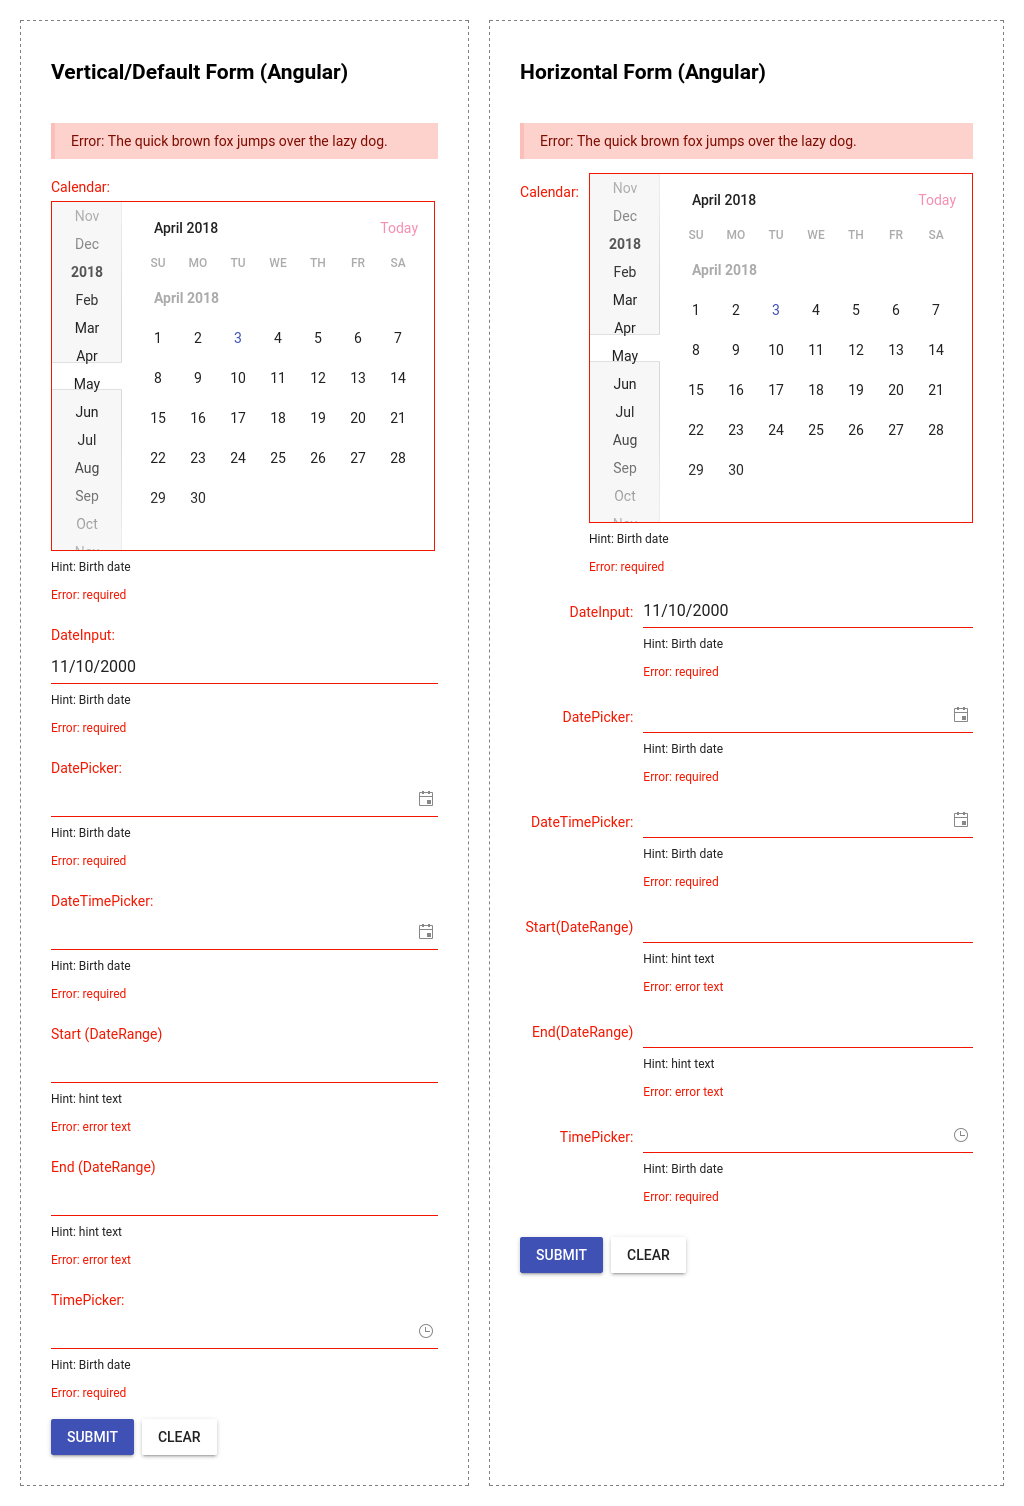 Vertical/Default Form (Angular)
Error: The quick brown fox jumps over the lazy dog.
Calendar:
Nov
Dec
2018
Feb
Mar
Apr
May
Jun
Jul
Aug
Sep
Oct
Nov
April 2018 Today
SU MO TU WE TH FR SA
April 2018
1 2 3 4 5 6 7
8 9 10 11 12 13 14
15 16 17 18 19 20 21
22 23 24 25 26 27 28
29 30
Hint: Birth date
Error: required
DateInput:
11/10/2000
Hint: Birth date
Error: required
DatePicker:
Hint: Birth date
Error: required
DateTimePicker:
Hint: Birth date
Error: required
Start (DateRange)
Hint: hint text
Error: error text
End (DateRange)
Hint: hint text
Error: error text
TimePicker:
Hint: Birth date
Error: required
SUBMIT CLEAR
Horizontal Form (Angular)
Error: The quick brown fox jumps over the lazy dog.
Calendar:
Nov
Dec
2018
Feb
Mar
Apr
May
Jun
Jul
Aug
Sep
Oct
Nov
April 2018 Today
SU MO TU WE TH FR SA
April 2018
1 2 3 4 5 6 7
8 9 10 11 12 13 14
15 16 17 18 19 20 21
22 23 24 25 26 27 28
29 30
Hint: Birth date
Error: required
DateInput: 11/10/2000
Hint: Birth date
Error: required
DatePicker:
Hint: Birth date
Error: required
DateTimePicker:
Hint: Birth date
Error: required
Start(DateRange)
Hint: hint text
Error: error text
End(DateRange)
Hint: hint text
Error: error text
TimePicker:
Hint: Birth date
Error: required
SUBMIT CLEAR